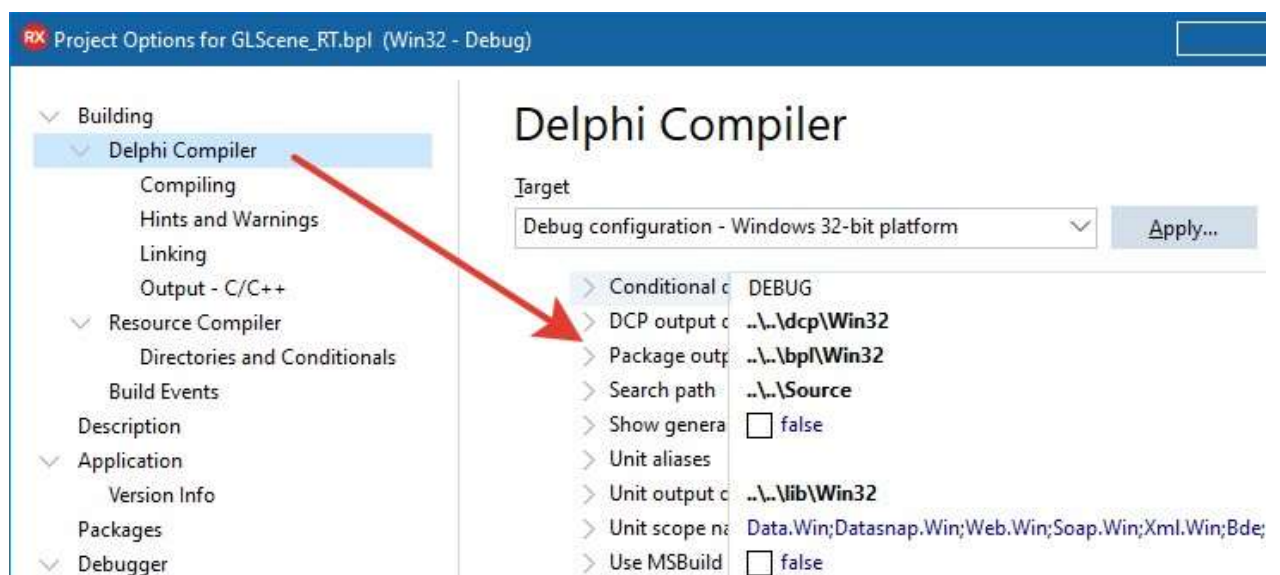 RX Project Options for GLScene_RT.bpl (Win32 - Debug)
Building
Delphi Compiler
Compiling
Hints and Warnings
Linking
Output - C/C++
Resource Compiler
Directories and Conditionals
Build Events
Description
Application
Version Info
Packages
Debugger
Delphi Compiler
Target
Debug configuration - Windows 32-bit platform
Apply...
Conditional DEBUG
DCP output ..\..\dcp\Win32
Package outp ..\..\bpl\Win32
Search path ..\..\Source
Show genera false
Unit aliases
Unit output ..\..\lib\Win32
Unit scope na Data.Win;Datasnap.Win;Web.Win;Soap.Win;Xml.Win;Bde;
Use MSBuild false